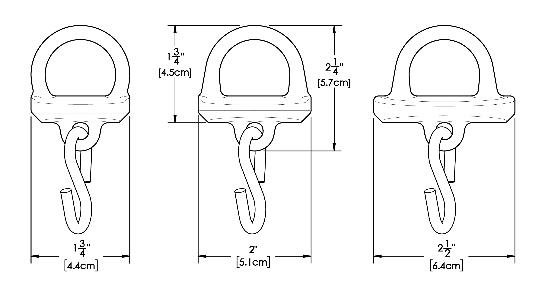 1 3/4"
[4.5cm]
2 1/4"
[5.7cm]
1 3/4"
[4.4cm]
2"
[5.1cm]
2 1/2"
[6.4cm]